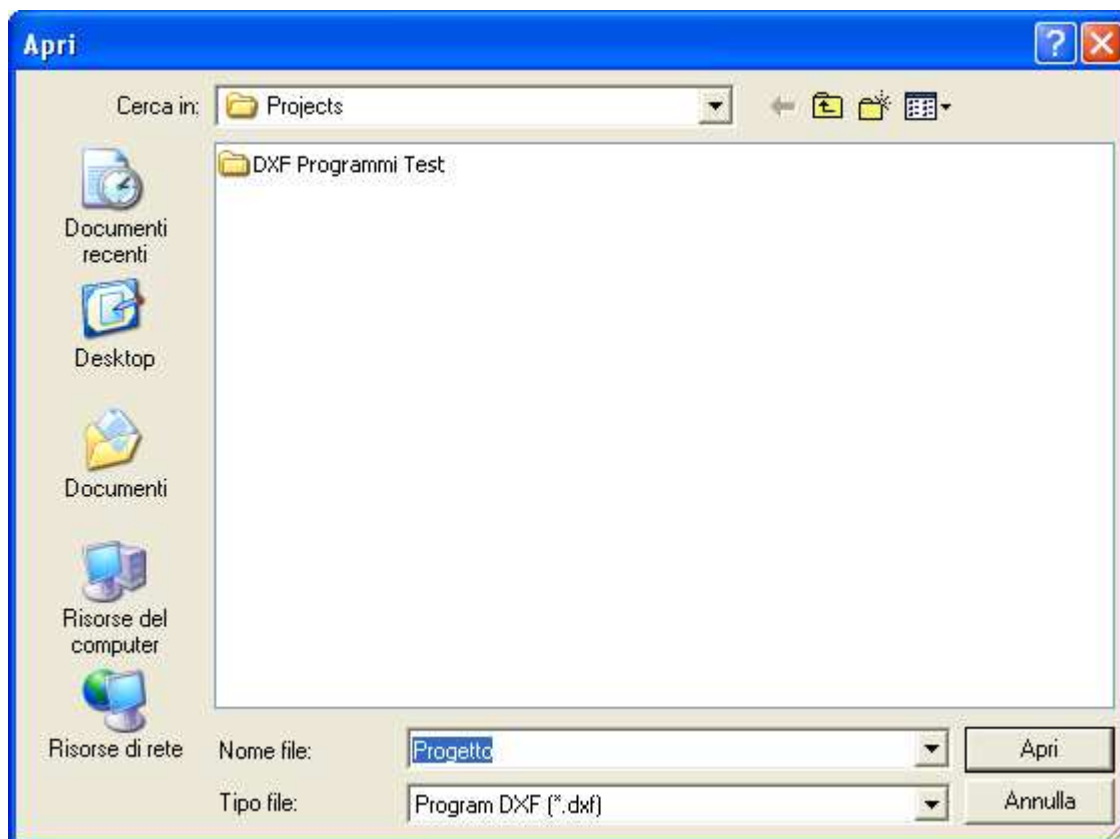 Apri
Cerca in: Projects
DXF Programmi Test
Documenti
recenti
Desktop
Documenti
Risorse del
computer
Risorse di rete
Nome file: Progetto Apri
Tipo file: Program DXF (*.dxf) Annulla